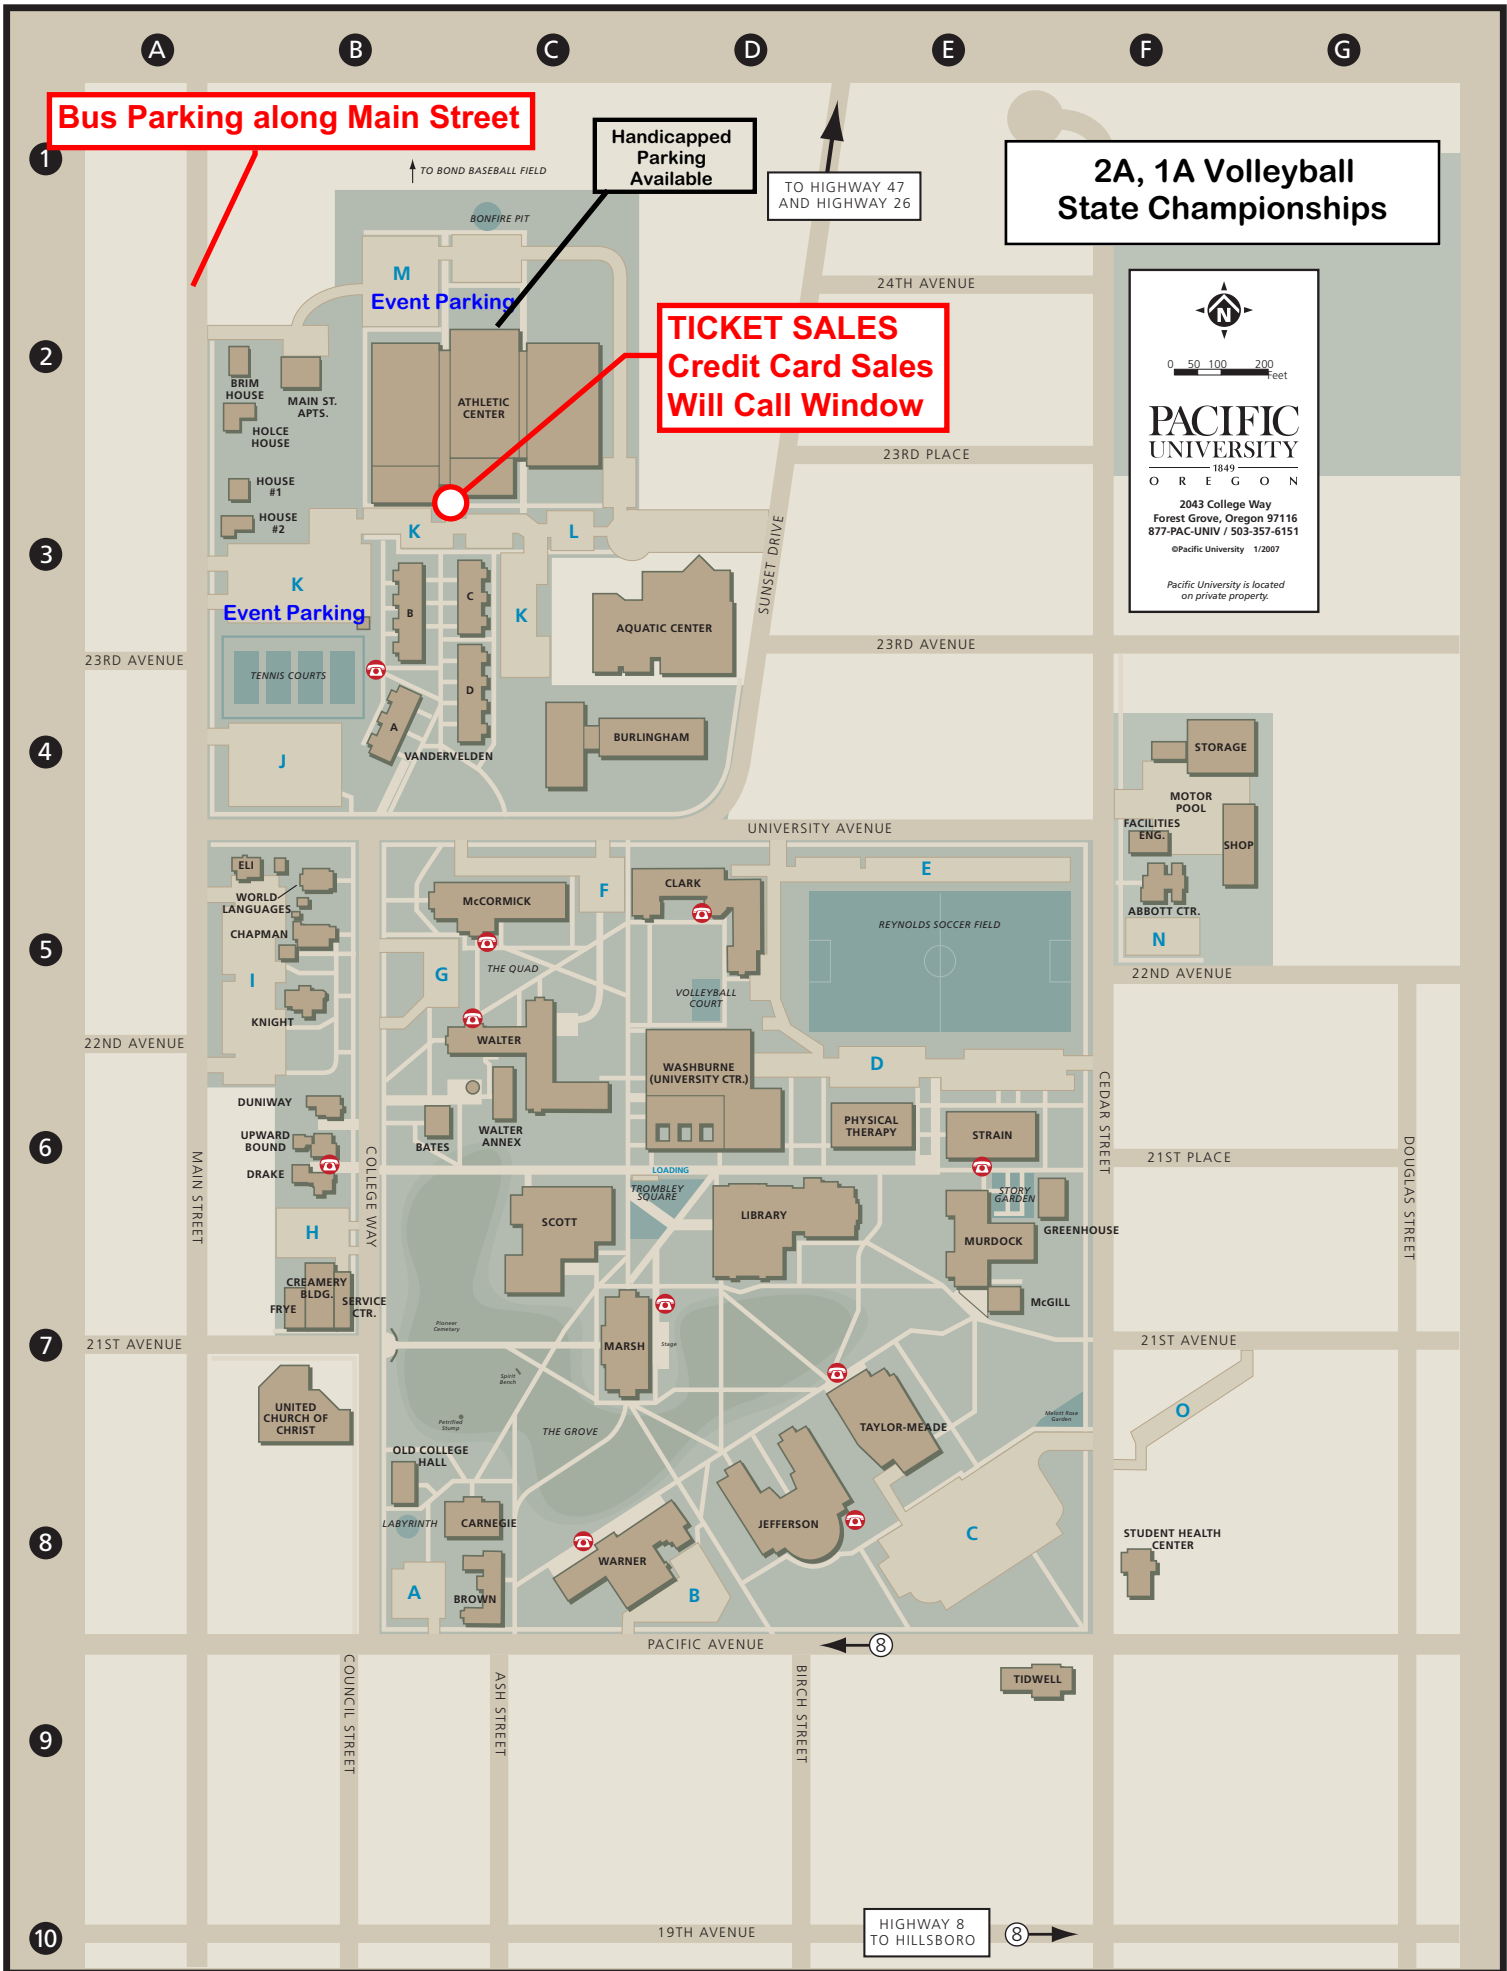 A
B
C
D
E
F
G
Bus Parking along Main Street
1
Handicapped
Parking
Available
TO BOND BASEBALL FIELD
2A, 1A Volleyball
State Championships
TO HIGHWAY 47
AND HIGHWAY 26
BONFIRE PIT
M
Event Parking
24TH AVENUE
N
0 50 100 200
Feet
PACIFIC
UNIVERSITY
1849
O R E G O N
2043 College Way
Forest Grove, Oregon 97116
877-PAC-UNIV / 503-357-6151
©Pacific University 1/2007
Pacific University is located
on private property.
TICKET SALES
Credit Card Sales
Will Call Window
2
BRIM
HOUSE
MAIN ST.
APTS.
HOLCE
HOUSE
ATHLETIC
CENTER
23RD PLACE
HOUSE
#1
HOUSE
#2
K
L
SUNSET DRIVE
3
K
Event Parking
B
C
K
AQUATIC CENTER
23RD AVENUE
23RD AVENUE
TENNIS COURTS
D
A
VANDERVELDEN
BURLINGHAM
4
J
STORAGE
MOTOR
POOL
FACILITIES
ENG.
SHOP
ABBOTT CTR.
N
UNIVERSITY AVENUE
ELI
WORLD
LANGUAGES
CHAPMAN
McCORMICK
F
CLARK
E
REYNOLDS SOCCER FIELD
5
I
G
THE QUAD
VOLLEYBALL
COURT
22ND AVENUE
KNIGHT
WALTER
22ND AVENUE
WASHBURNE
(UNIVERSITY CTR.)
D
CEDAR STREET
DUNIWAY
UPWARD
BOUND
DRAKE
BATES
WALTER
ANNEX
PHYSICAL
THERAPY
STRAIN
6
MAIN STREET
COLLEGE WAY
LOADING
21ST PLACE
DOUGLAS STREET
TROMBLEY
SQUARE
STORY
GARDEN
H
SCOTT
LIBRARY
MURDOCK
GREENHOUSE
CREAMERY
BLDG.
FRYE
SERVICE
CTR.
McGILL
Pioneer
Cemetery
7
21ST AVENUE
MARSH
Stage
21ST AVENUE
Spirit
Bench
UNITED
CHURCH OF
CHRIST
Petrified
Stump
THE GROVE
TAYLOR-MEADE
Melott Rose
Garden
O
OLD COLLEGE
HALL
LABYRINTH
CARNEGIE
JEFFERSON
C
8
STUDENT HEALTH
CENTER
WARNER
A
BROWN
B
PACIFIC AVENUE
8
COUNCIL STREET
ASH STREET
BIRCH STREET
TIDWELL
9
10
19TH AVENUE
HIGHWAY 8
TO HILLSBORO
8